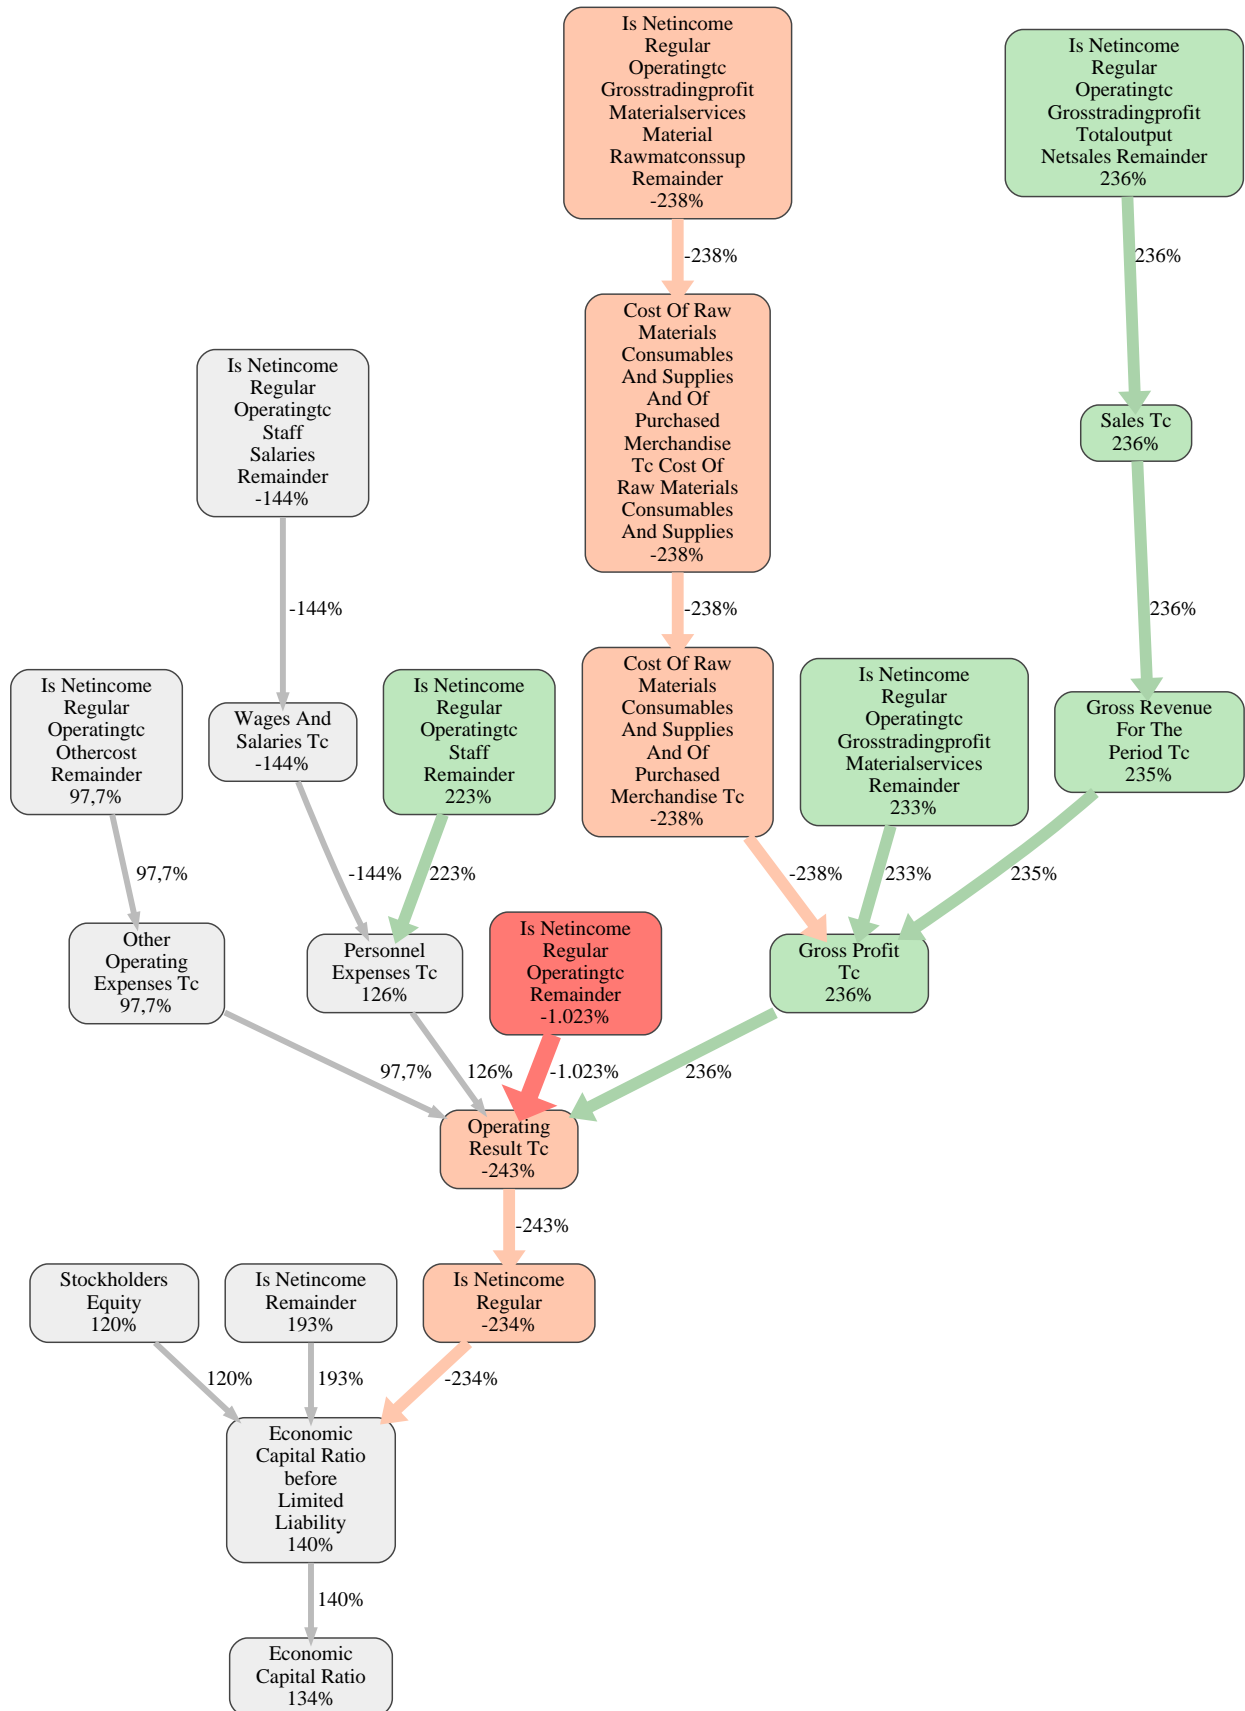 Is Netincome
Regular
Operatingtc
Grosstradingprofit
Materialservices
Material
Rawmatconssup
Remainder
-238%
Is Netincome
Regular
Operatingtc
Grosstradingprofit
Totaloutput
Netsales Remainder
236%
-238%
236%
Cost Of Raw
Materials
Consumables
And Supplies
And Of
Purchased
Merchandise
Tc Cost Of
Raw Materials
Consumables
And Supplies
-238%
Is Netincome
Regular
Operatingtc
Staff
Salaries
Remainder
-144%
Sales Tc
236%
-144%
-238%
236%
Is Netincome
Regular
Operatingtc
Othercost
Remainder
97,7%
Wages And
Salaries Tc
-144%
Is Netincome
Regular
Operatingtc
Staff
Remainder
223%
Cost Of Raw
Materials
Consumables
And Supplies
And Of
Purchased
Merchandise Tc
-238%
Is Netincome
Regular
Operatingtc
Grosstradingprofit
Materialservices
Remainder
233%
Gross Revenue
For The
Period Tc
235%
97,7%
-144%
223%
-238%
233%
235%
Other
Operating
Expenses Tc
97,7%
Personnel
Expenses Tc
126%
Is Netincome
Regular
Operatingtc
Remainder
-1.023%
Gross Profit
Tc
236%
97,7%
126%
-1.023%
236%
Operating
Result Tc
-243%
-243%
Stockholders
Equity
120%
Is Netincome
Remainder
193%
Is Netincome
Regular
-234%
120%
193%
-234%
Economic
Capital Ratio
before
Limited
Liability
140%
140%
Economic
Capital Ratio
134%